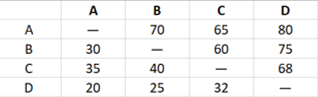 A B C D
A — 70 65 80
B 30 — 60 75
C 35 40 — 68
D 20 25 32 —